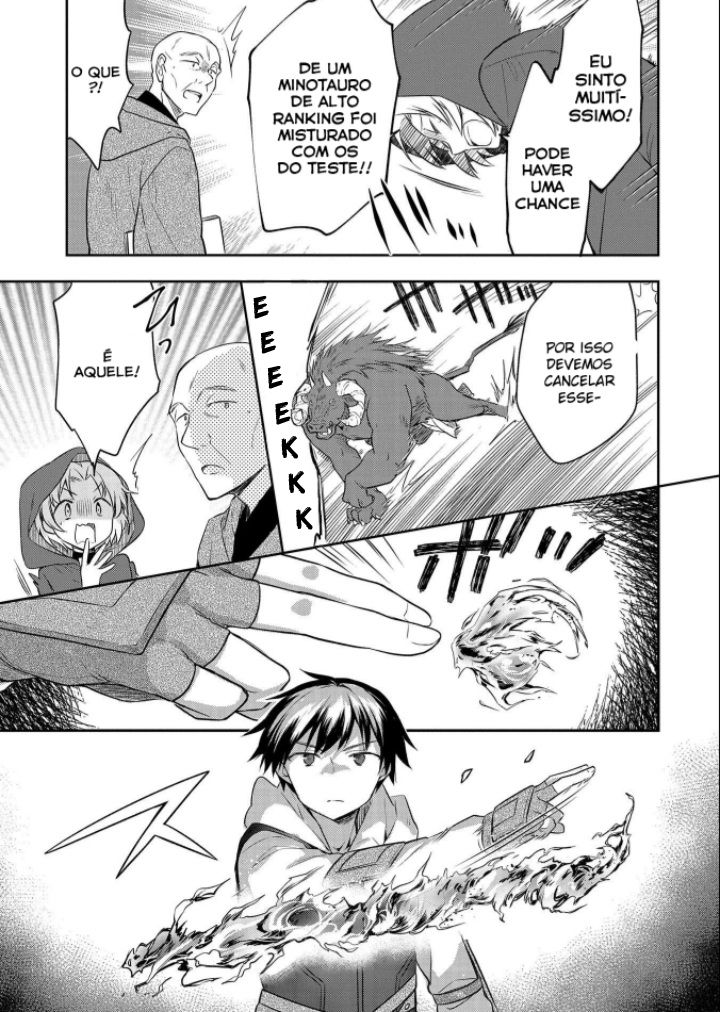 EU
SINTO
MUITÍ-
SSIMO!
PODE
HAVER
UMA
CHANCE
DE UM
MINOTAURO
DE ALTO
RANKING FOI
MISTURADO
COM OS
DO TESTE!!
O QUE
?!
POR ISSO
DEVEMOS
CANCELAR
ESSE-
EEEEKKK
É
AQUELE!